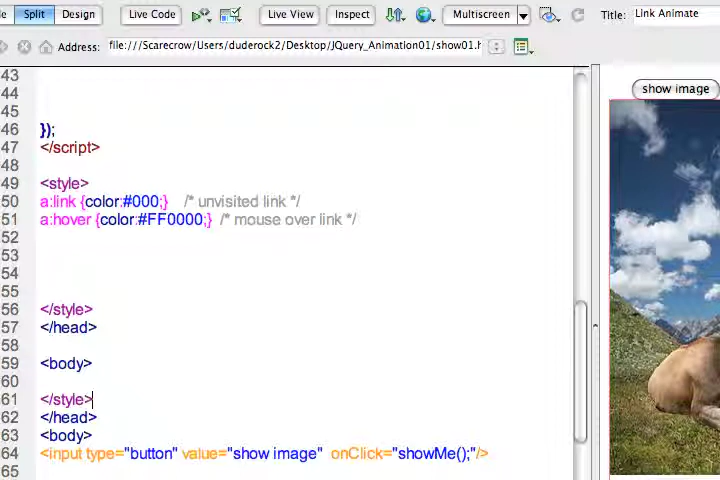 Split Design Live Code Live View Inspect Multiscreen Title: Link Animate
Address: file:///Scarecrow/Users/duderock2/Desktop/JQuery_Animation01/show01.h
43
44
45
46 });
47 </script>
48
49 <style>
50 a:link {color:#000;} /* unvisited link */
51 a:hover {color:#FF0000;} /* mouse over link */
52
53
54
55
56 </style>
57 </head>
58
59 <body>
60
61 </style>
62 </head>
63 <body>
64 <input type="button" value="show image" onClick="showMe();"/>
65
show image